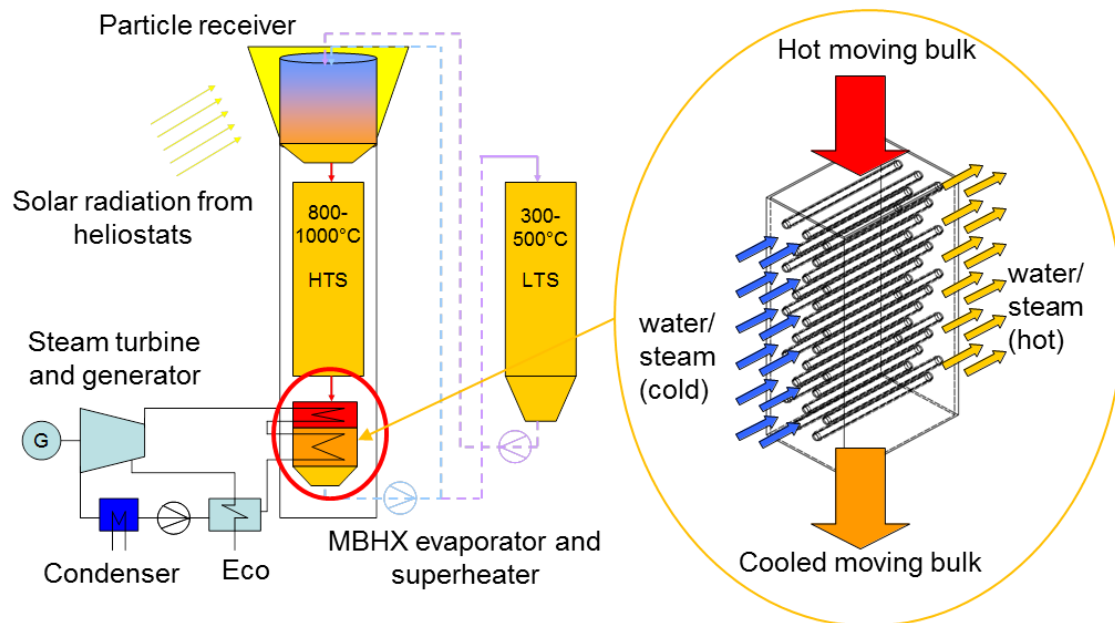 Particle receiver
Solar radiation from
heliostats
800-
1000°C
HTS
300-
500°C
LTS
Steam turbine
and generator
G
Condenser
Eco
MBHX evaporator and
superheater
Hot moving bulk
water/
steam
(cold)
water/
steam
(hot)
Cooled moving bulk